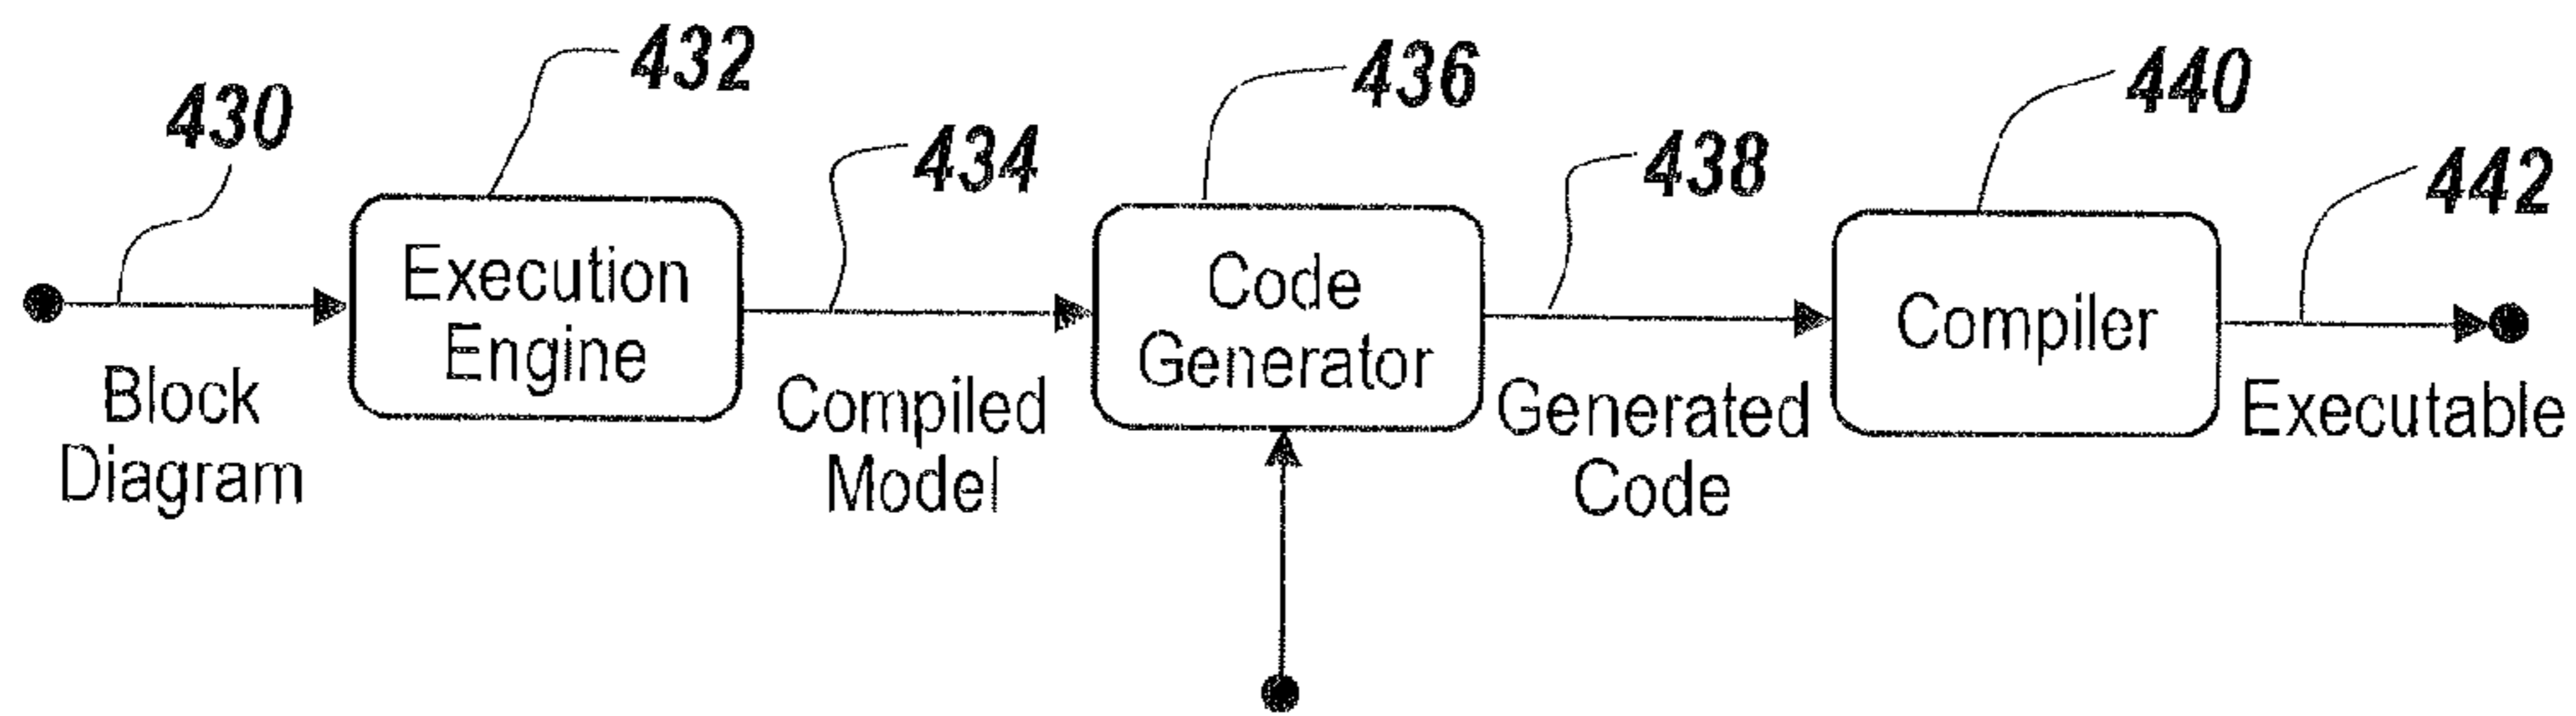 430
432
434
436
438
440
442
Block
Diagram
Execution
Engine
Compiled
Model
Code
Generator
Generated
Code
Compiler
Executable